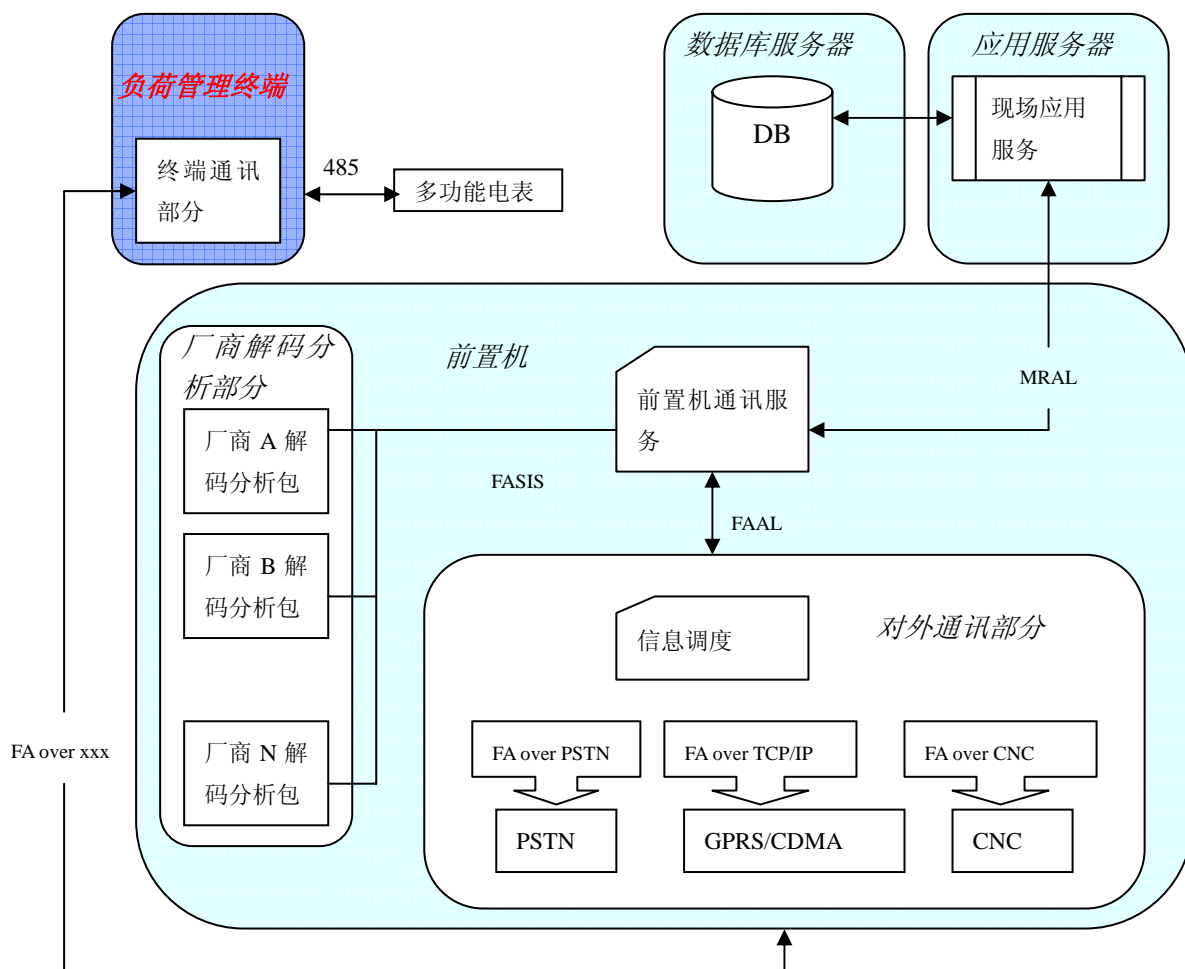 数据库服务器
应用服务器
负荷管理终端
现场应用
服务
DB
终端通讯
部分
485
多功能电表
厂商解码分
析部分
前置机
MRAL
前置机通讯服
务
厂商 A 解
码分析包
FASIS
FAAL
厂商 B 解
码分析包
信息调度
对外通讯部分
厂商 N 解
码分析包
FA over xxx
FA over PSTN
FA over TCP/IP
FA over CNC
PSTN
GPRS/CDMA
CNC